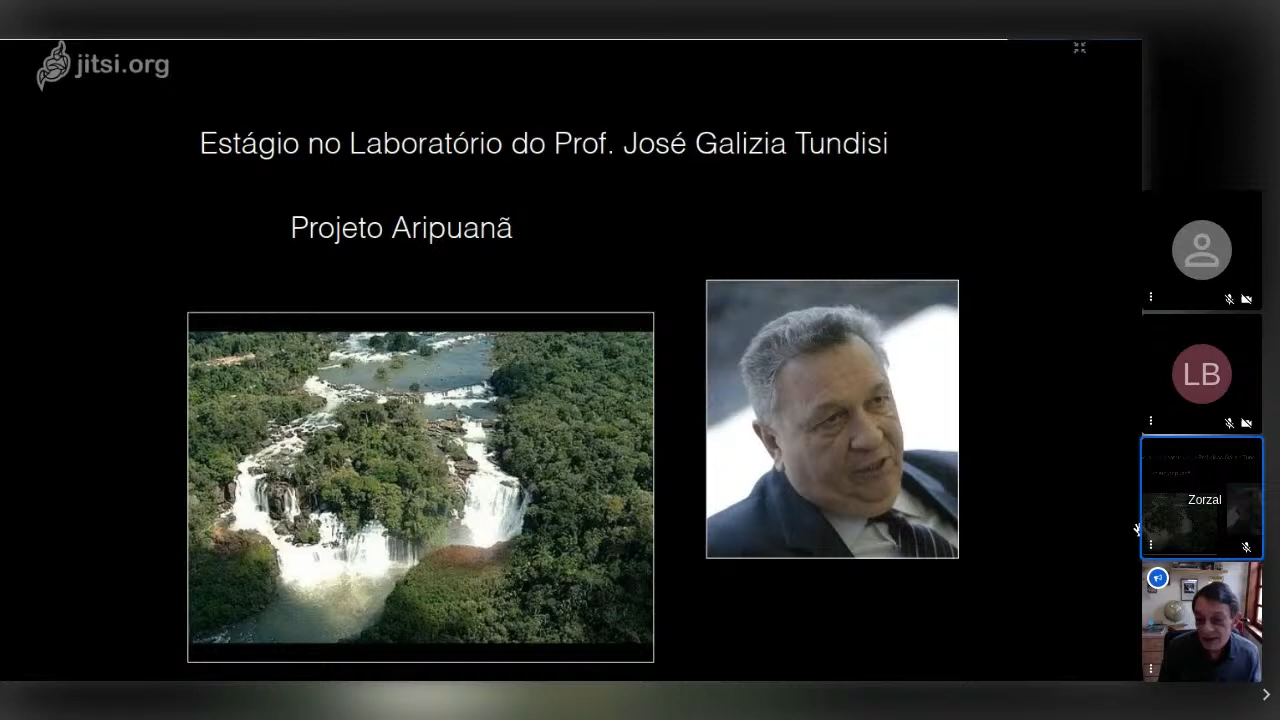 jitsi.org
Estágio no Laboratório do Prof. José Galizia Tundisi
Projeto Aripuanã
LB
Zorzal